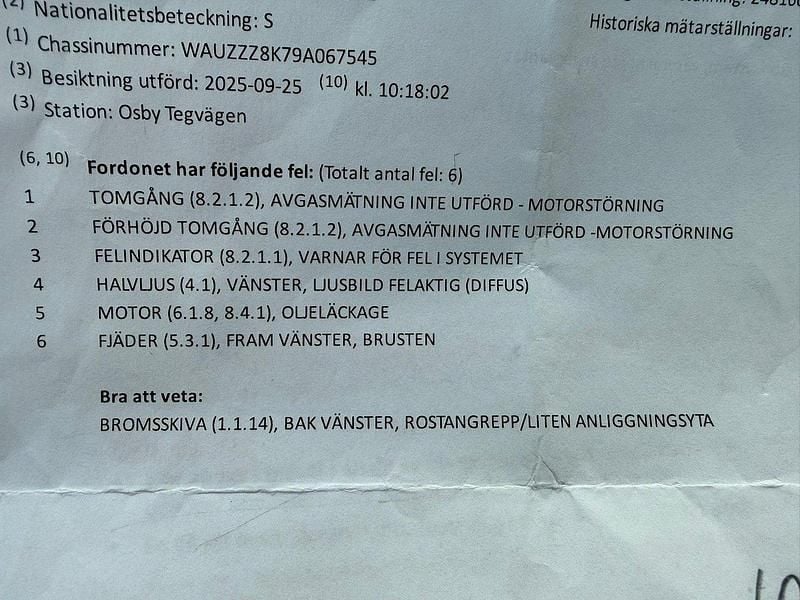 (2) Nationalitetsbeteckning: S
Historiska mätarställningar:
(1) Chassinummer: WAUZZZ8K79A067545
(3) Besiktning utförd: 2025-09-25 (10) kl. 10:18:02
(3) Station: Osby Tegvägen
(6, 10) Fordonet har följande fel: (Totalt antal fel: 6)
1 TOMGÅNG (8.2.1.2), AVGASMÄTNING INTE UTFÖRD - MOTORSTÖRNING
2 FÖRHÖJD TOMGÅNG (8.2.1.2), AVGASMÄTNING INTE UTFÖRD -MOTORSTÖRNING
3 FELINDIKATOR (8.2.1.1), VARNAR FÖR FEL I SYSTEMET
4 HALVLJUS (4.1), VÄNSTER, LJUSBILD FELAKTIG (DIFFUS)
5 MOTOR (6.1.8, 8.4.1), OLJELÄCKAGE
6 FJÄDER (5.3.1), FRAM VÄNSTER, BRUSTEN
Bra att veta:
BROMSSKIVA (1.1.14), BAK VÄNSTER, ROSTANGREPP/LITEN ANLIGGNINGSYTA